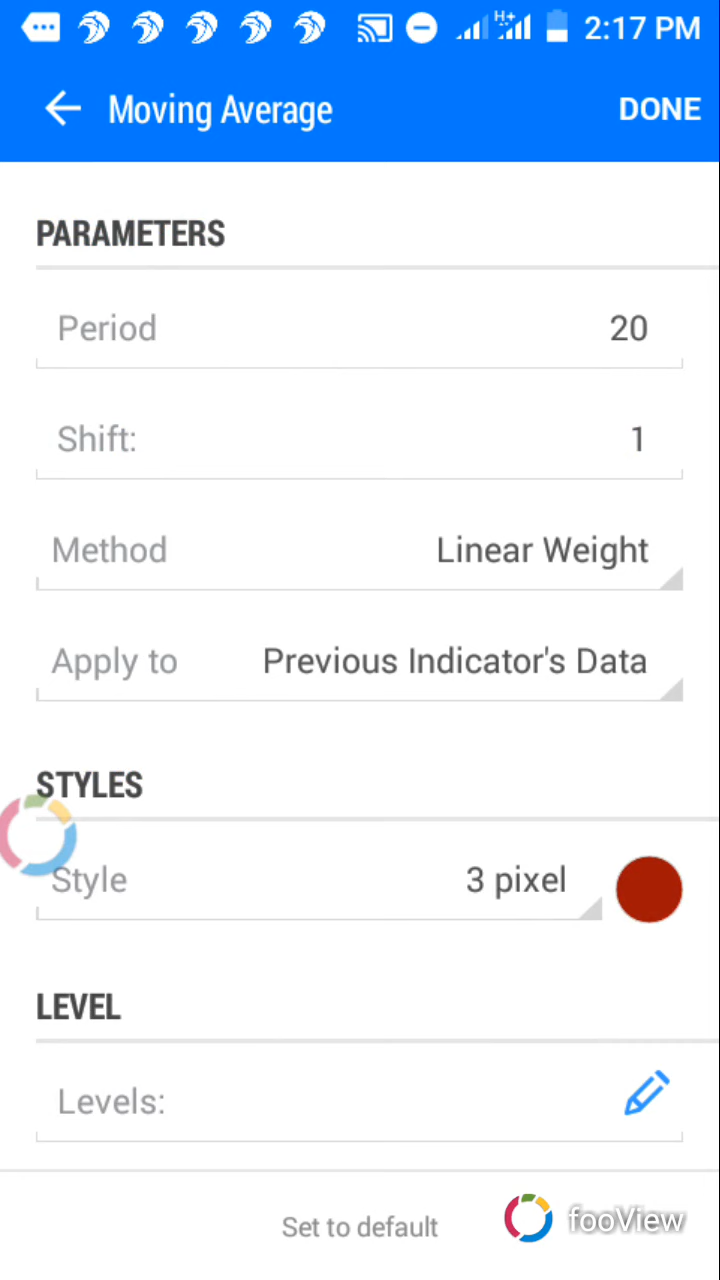 2:17 PM
Moving Average DONE
PARAMETERS
Period 20
Shift: 1
Method Linear Weight
Apply to Previous Indicator's Data
STYLES
Style 3 pixel
LEVEL
Levels:
Set to default fooView